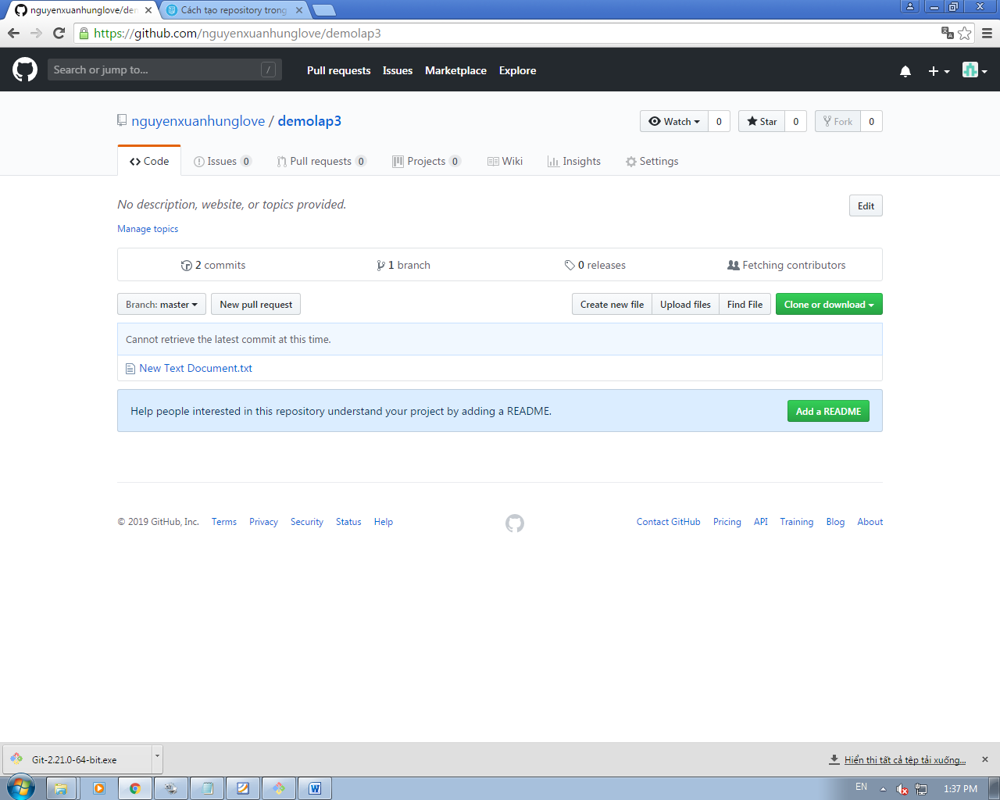 nguyenxuanhunglove/den
Cách tạo repository trong
https://github.com/nguyenxuanhunglove/demolap3
Search or jump to... /
Pull requests Issues Marketplace Explore
nguyenxuanhunglove / demolap3
Watch 0 Star 0 Fork 0
Code Issues 0 Pull requests 0 Projects 0 Wiki Insights Settings
No description, website, or topics provided. Edit
Manage topics
2 commits 1 branch 0 releases Fetching contributors
Branch: master New pull request Create new file Upload files Find File Clone or download
Cannot retrieve the latest commit at this time.
New Text Document.txt
Help people interested in this repository understand your project by adding a README. Add a README
© 2019 GitHub, Inc. Terms Privacy Security Status Help Contact GitHub Pricing API Training Blog About
Git-2.21.0-64-bit.exe Hiển thị tất cả tệp tải xuống...
EN 1:37 PM